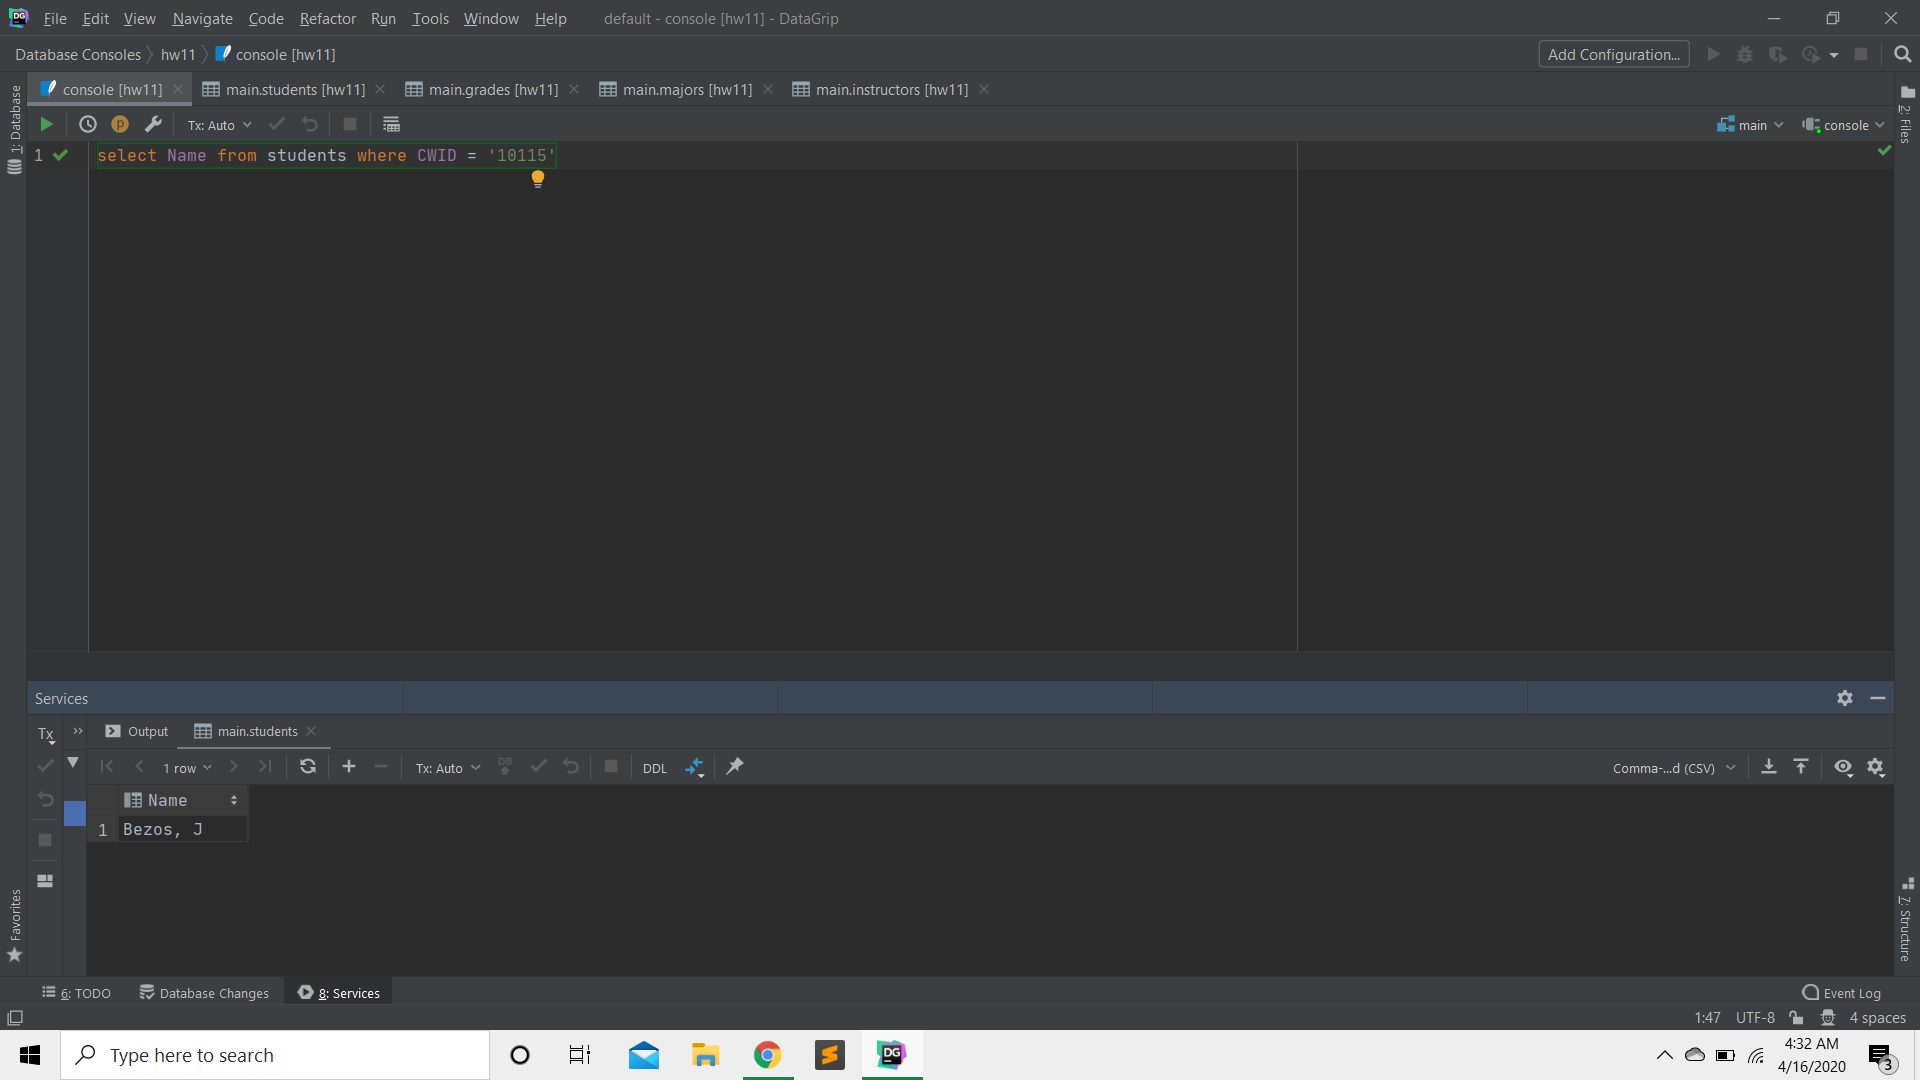 DG File Edit View Navigate Code Refactor Run Tools Window Help default - console [hw11] - DataGrip
Database Consoles hw11 console [hw11] Add Configuration...
console [hw11] main.students [hw11] main.grades [hw11] main.majors [hw11] main.instructors [hw11]
p Tx: Auto main console
1: Database
2: Files
1 select Name from students where CWID = '10115'
Services
Tx Output main.students
1 row Tx: Auto DB DDL Comma-...d (CSV)
Name
1 Bezos, J
Favorites
7: Structure
6: TODO Database Changes 8: Services Event Log
1:47 UTF-8 4 spaces
Type here to search DG 4:32 AM
4/16/2020 3